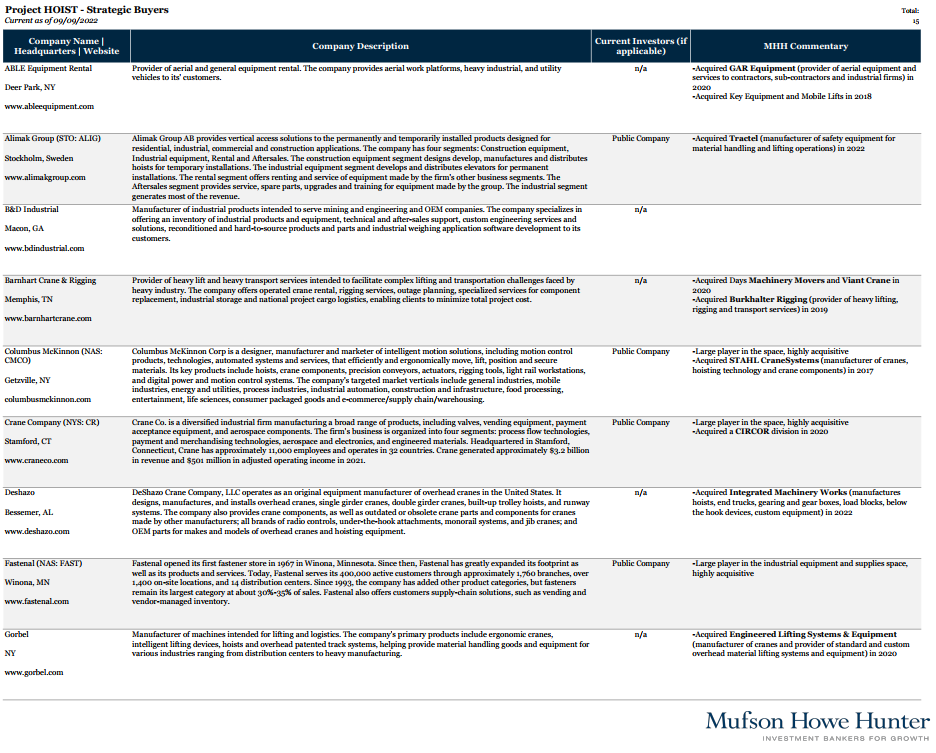 Project HOIST - Strategic Buyers
Total:
Current as of 09/09/2022
15
Company Name |
Headquarters | Website
Company Description
Current Investors (if
applicable)
MHH Commentary
ABLE Equipment Rental
Deer Park, NY
www.ableequipment.com
Provider of aerial and general equipment rental. The company provides aerial work platforms, heavy industrial, and utility
vehicles to its' customers.
n/a
-Acquired GAR Equipment (provider of aerial equipment and
services to contractors, sub-contractors and industrial firms) in
2020
-Acquired Key Equipment and Mobile Lifts in 2018
Alimak Group (STO: ALIG)
Stockholm, Sweden
www.alimakgroup.com
Alimak Group AB provides vertical access solutions to the permanently and temporarily installed products designed for
residential, industrial, commercial and construction applications. The company has four segments: Construction equipment,
Industrial equipment, Rental and Aftersales. The construction equipment segment designs develop, manufactures and distributes
hoists for temporary installations. The industrial equipment segment develops and distributes elevators for permanent
installations. The rental segment offers renting and service of equipment made by the firm's other business segments. The
Aftersales segment provides service, spare parts, upgrades and training for equipment made by the group. The industrial segment
generates most of the revenue.
Public Company
-Acquired Tractel (manufacturer of safety equipment for
material handling and lifting operations) in 2022
B&D Industrial
Macon, GA
www.bdindustrial.com
Manufacturer of industrial products intended to serve mining and engineering and OEM companies. The company specializes in
offering an inventory of industrial products and equipment, technical and after-sales support, custom engineering services and
solutions, reconditioned and hard-to-source products and parts and industrial weighing application software development to its
customers.
n/a
Barnhart Crane & Rigging
Memphis, TN
www.barnhartcrane.com
Provider of heavy lift and heavy transport services intended to facilitate complex lifting and transportation challenges faced by
heavy industry. The company offers operated crane rental, rigging services, outage planning, specialized services for component
replacement, industrial storage and national project cargo logistics, enabling clients to minimize total project cost.
n/a
-Acquired Days Machinery Movers and Viant Crane in
2020
-Acquired Burkhalter Rigging (provider of heavy lifting,
rigging and transport services) in 2019
Columbus McKinnon (NAS:
CMCO)
Getzville, NY
columbusmckinnon.com
Columbus McKinnon Corp is a designer, manufacturer and marketer of intelligent motion solutions, including motion control
products, technologies, automated systems and services, that efficiently and ergonomically move, lift, position and secure
materials. Its key products include hoists, crane components, precision conveyors, actuators, rigging tools, light rail workstations,
and digital power and motion control systems. The company's targeted market verticals include general industries, mobile
industries, energy and utilities, process industries, industrial automation, construction and infrastructure, food processing,
entertainment, life sciences, consumer packaged goods and e-commerce/supply chain/warehousing.
Public Company
-Large player in the space, highly acquisitive
-Acquired STAHL CraneSystems (manufacturer of cranes,
hoisting technology and crane components) in 2017
Crane Company (NYS: CR)
Stamford, CT
www.craneco.com
Crane Co. is a diversified industrial firm manufacturing a broad range of products, including valves, vending equipment, payment
acceptance equipment, and aerospace components. The firm's business is organized into four segments: process flow technologies,
payment and merchandising technologies, aerospace and electronics, and engineered materials. Headquartered in Stamford,
Connecticut, Crane has approximately 11,000 employees and operates in 32 countries. Crane generated approximately $3.2 billion
in revenue and $501 million in adjusted operating income in 2021.
Public Company
-Large player in the space, highly acquisitive
-Acquired a CIRCOR division in 2020
Deshazo
Bessemer, AL
www.deshazo.com
DeShazo Crane Company, LLC operates as an original equipment manufacturer of overhead cranes in the United States. It
designs, manufactures, and installs overhead cranes, single girder cranes, double girder cranes, built-up trolley hoists, and runway
systems. The company also provides crane components, as well as outdated or obsolete crane parts and components for cranes
made by other manufacturers; all brands of radio controls, under-the-hook attachments, monorail systems, and jib cranes; and
OEM parts for makes and models of overhead cranes and hoisting equipment.
n/a
-Acquired Integrated Machinery Works (manufactures
hoists, end trucks, gearing and gear boxes, load blocks, below
the hook devices, custom equipment) in 2022
Fastenal (NAS: FAST)
Winona, MN
www.fastenal.com
Fastenal opened its first fastener store in 1967 in Winona, Minnesota. Since then, Fastenal has greatly expanded its footprint as
well as its products and services. Today, Fastenal serves its 400,000 active customers through approximately 1,760 branches, over
1,400 on-site locations, and 14 distribution centers. Since 1993, the company has added other product categories, but fasteners
remain its largest category at about 30%-35% of sales. Fastenal also offers customers supply-chain solutions, such as vending and
vendor-managed inventory.
Public Company
-Large player in the industrial equipment and supplies space,
highly acquisitive
Gorbel
NY
www.gorbel.com
Manufacturer of machines intended for lifting and logistics. The company's primary products include ergonomic cranes,
intelligent lifting devices, hoists and overhead patented track systems, helping provide material handling goods and equipment for
various industries ranging from distribution centers to heavy manufacturing.
n/a
-Acquired Engineered Lifting Systems & Equipment
(manufacturer of cranes and provider of standard and custom
overhead material lifting systems and equipment) in 2020
Mufson Howe Hunter
INVESTMENT BANKERS FOR GROWTH